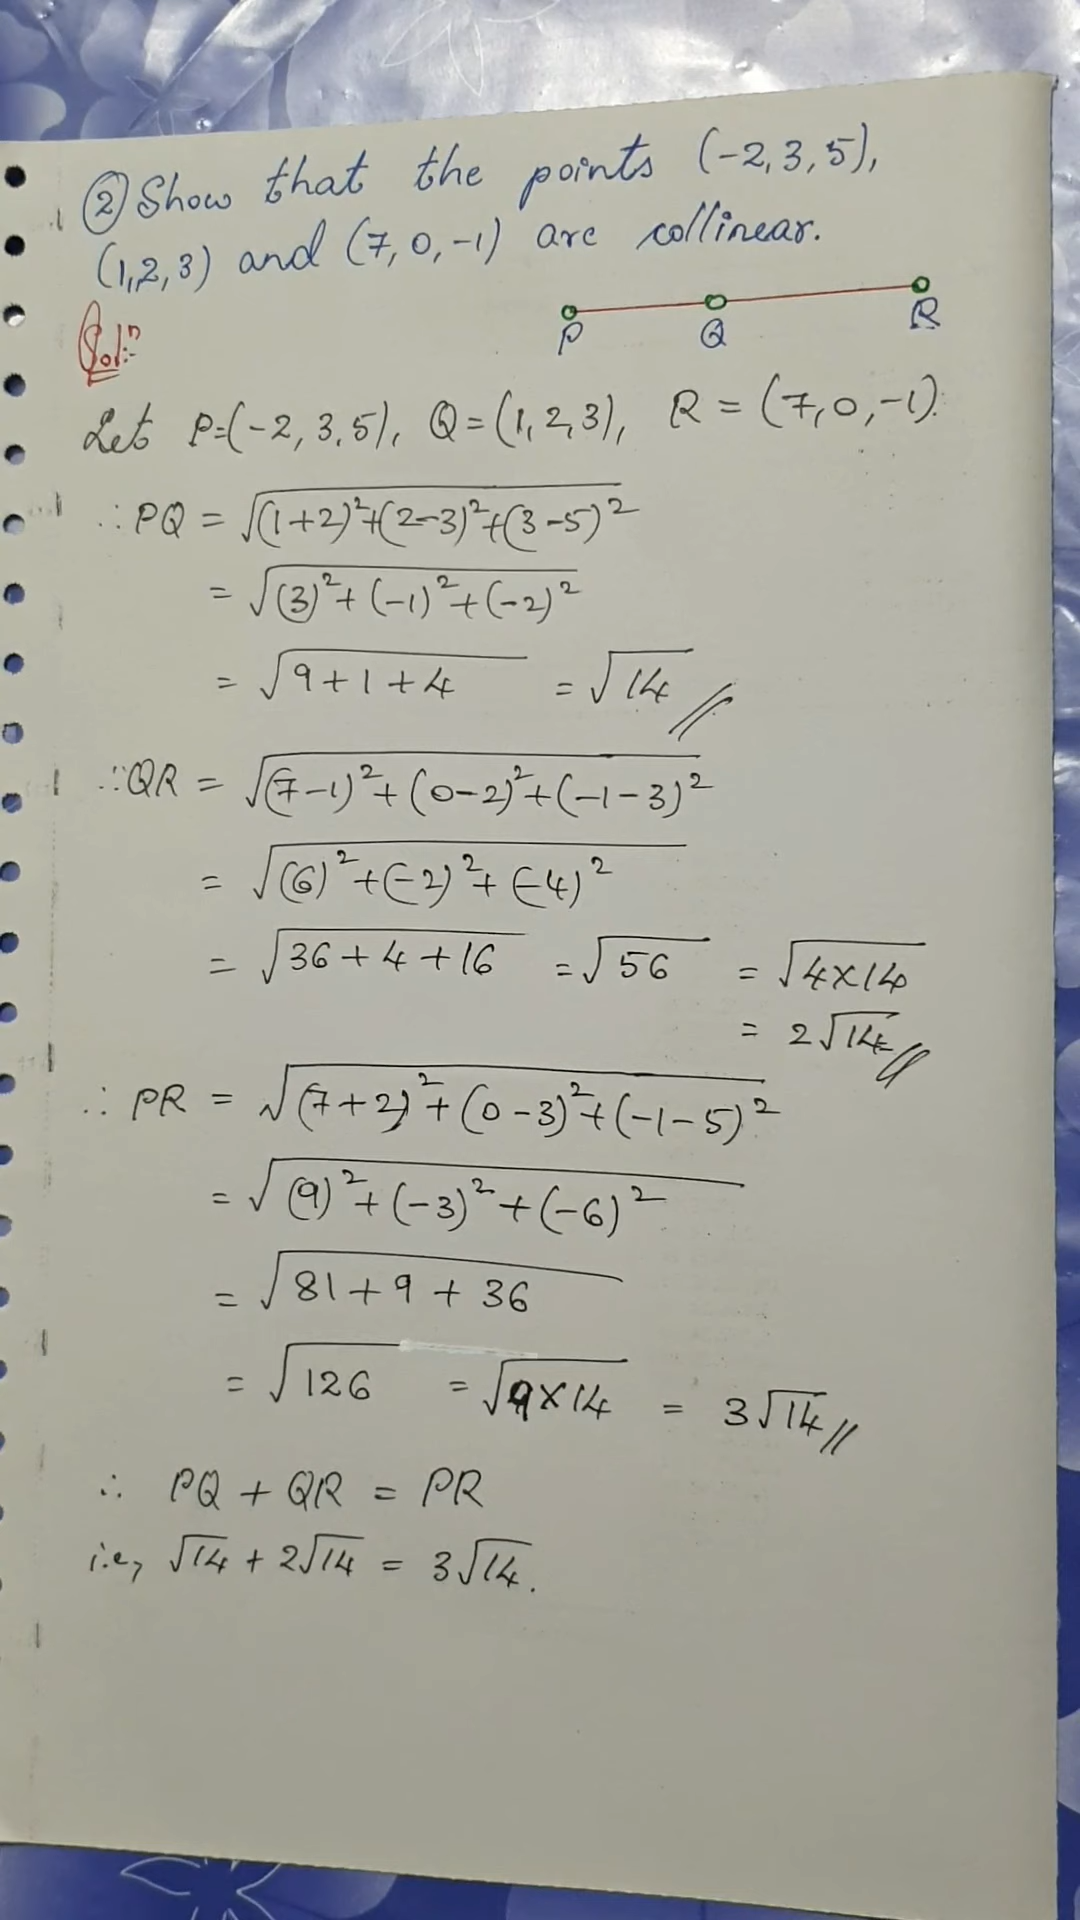 ② Show that the points (-2, 3, 5),
(1, 2, 3) and (7, 0, -1) are collinear.
P Q R
Solⁿ:-
Let P=(-2, 3, 5), Q=(1, 2, 3), R = (7, 0, -1).
∴ PQ = √((1+2)²+(2-3)²+(3-5)²)
= √((3)²+(-1)²+(-2)²)
= √(9+1+4) = √14 //
∴ QR = √((7-1)²+(0-2)²+(-1-3)²)
= √((6)²+(-2)²+(-4)²)
= √(36+4+16) = √56 = √(4×14)
= 2√14 //
∴ PR = √((7+2)²+(0-3)²+(-1-5)²)
= √((9)²+(-3)²+(-6)²)
= √(81+9+36)
= √126 = √(9×14) = 3√14 //
∴ PQ + QR = PR
i.e, √14 + 2√14 = 3√14.